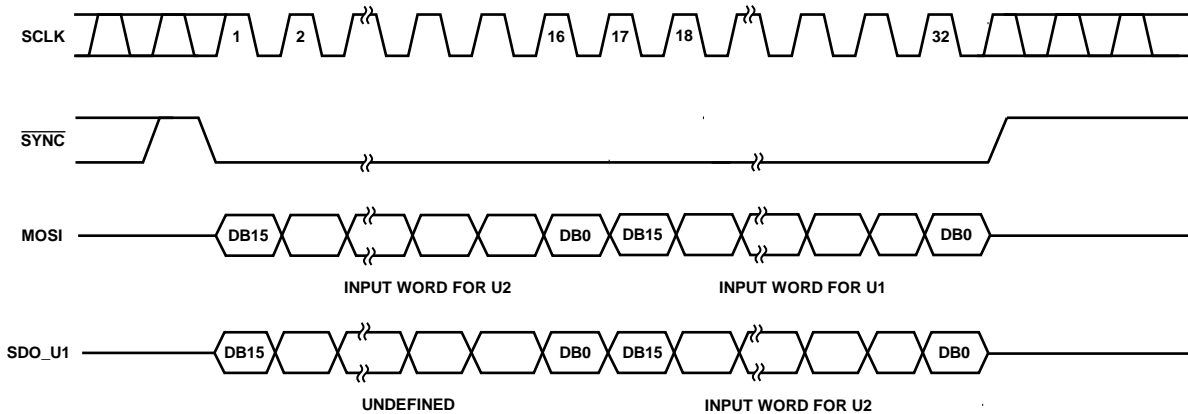 SCLK 1 2 16 17 18 32
SYNC
MOSI DB15 DB0 DB15 DB0
INPUT WORD FOR U2 INPUT WORD FOR U1
SDO_U1 DB15 DB0 DB15 DB0
UNDEFINED INPUT WORD FOR U2